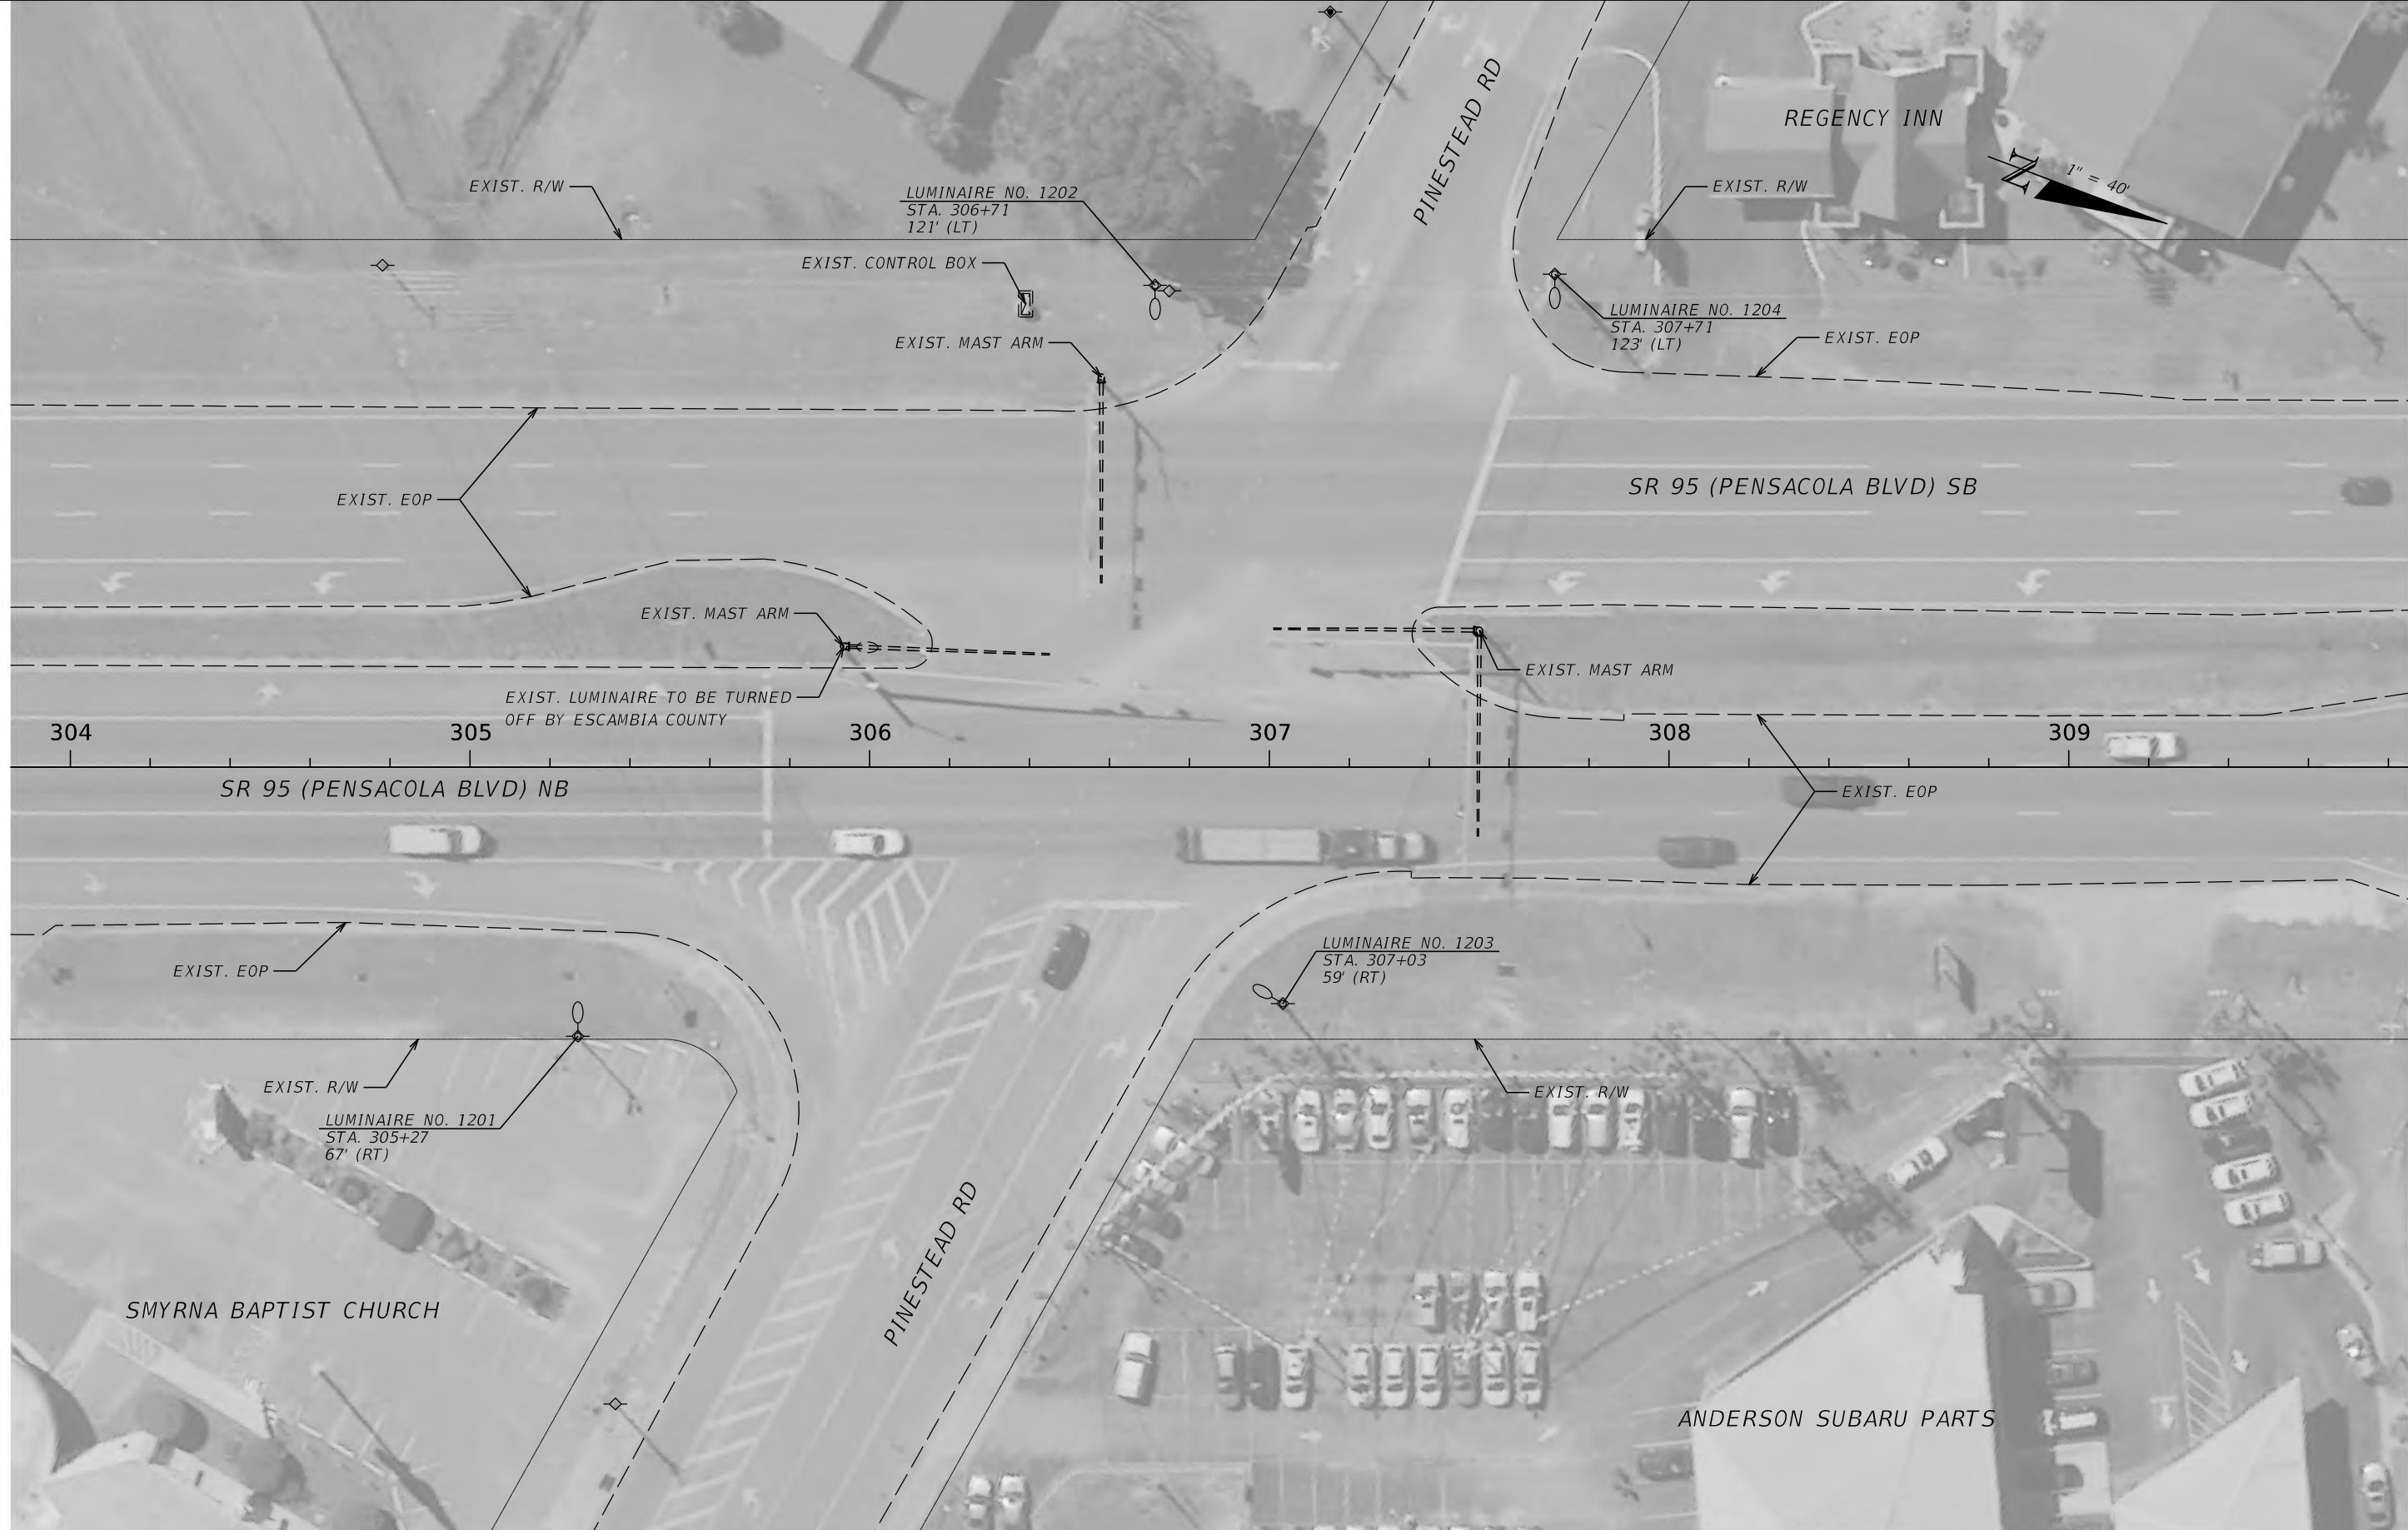 PINESTEAD RD
REGENCY INN
N
1" = 40'
EXIST. R/W
LUMINAIRE NO. 1202
STA. 306+71
121' (LT)
EXIST. R/W
EXIST. CONTROL BOX
LUMINAIRE NO. 1204
STA. 307+71
123' (LT)
EXIST. MAST ARM
EXIST. EOP
EXIST. EOP
SR 95 (PENSACOLA BLVD) SB
EXIST. MAST ARM
EXIST. MAST ARM
EXIST. LUMINAIRE TO BE TURNED
OFF BY ESCAMBIA COUNTY
304
305
306
307
308
309
SR 95 (PENSACOLA BLVD) NB
EXIST. EOP
EXIST. EOP
LUMINAIRE NO. 1203
STA. 307+03
59' (RT)
EXIST. R/W
EXIST. R/W
LUMINAIRE NO. 1201
STA. 305+27
67' (RT)
PINESTEAD RD
SMYRNA BAPTIST CHURCH
ANDERSON SUBARU PARTS